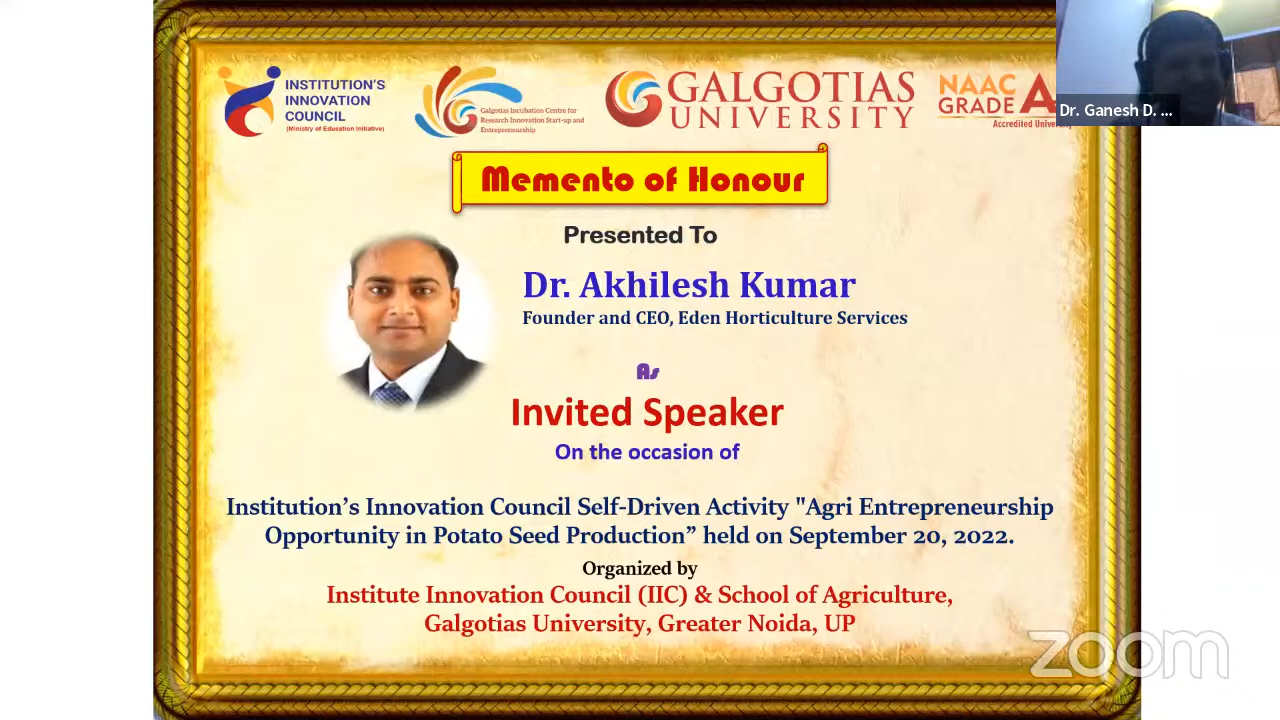 INSTITUTION'S
INNOVATION
COUNCIL
(Ministry of Education Initiative)
Galgotias Incubation Centre for
Research Innovation Start-up and
Entrepreneurship
GALGOTIAS
UNIVERSITY
NAAC
GRADE A
Accredited University
Dr. Ganesh D. ...
Memento of Honour
Presented To
Dr. Akhilesh Kumar
Founder and CEO, Eden Horticulture Services
As
Invited Speaker
On the occasion of
Institution’s Innovation Council Self-Driven Activity "Agri Entrepreneurship
Opportunity in Potato Seed Production” held on September 20, 2022.
Organized by
Institute Innovation Council (IIC) & School of Agriculture,
Galgotias University, Greater Noida, UP
zoom